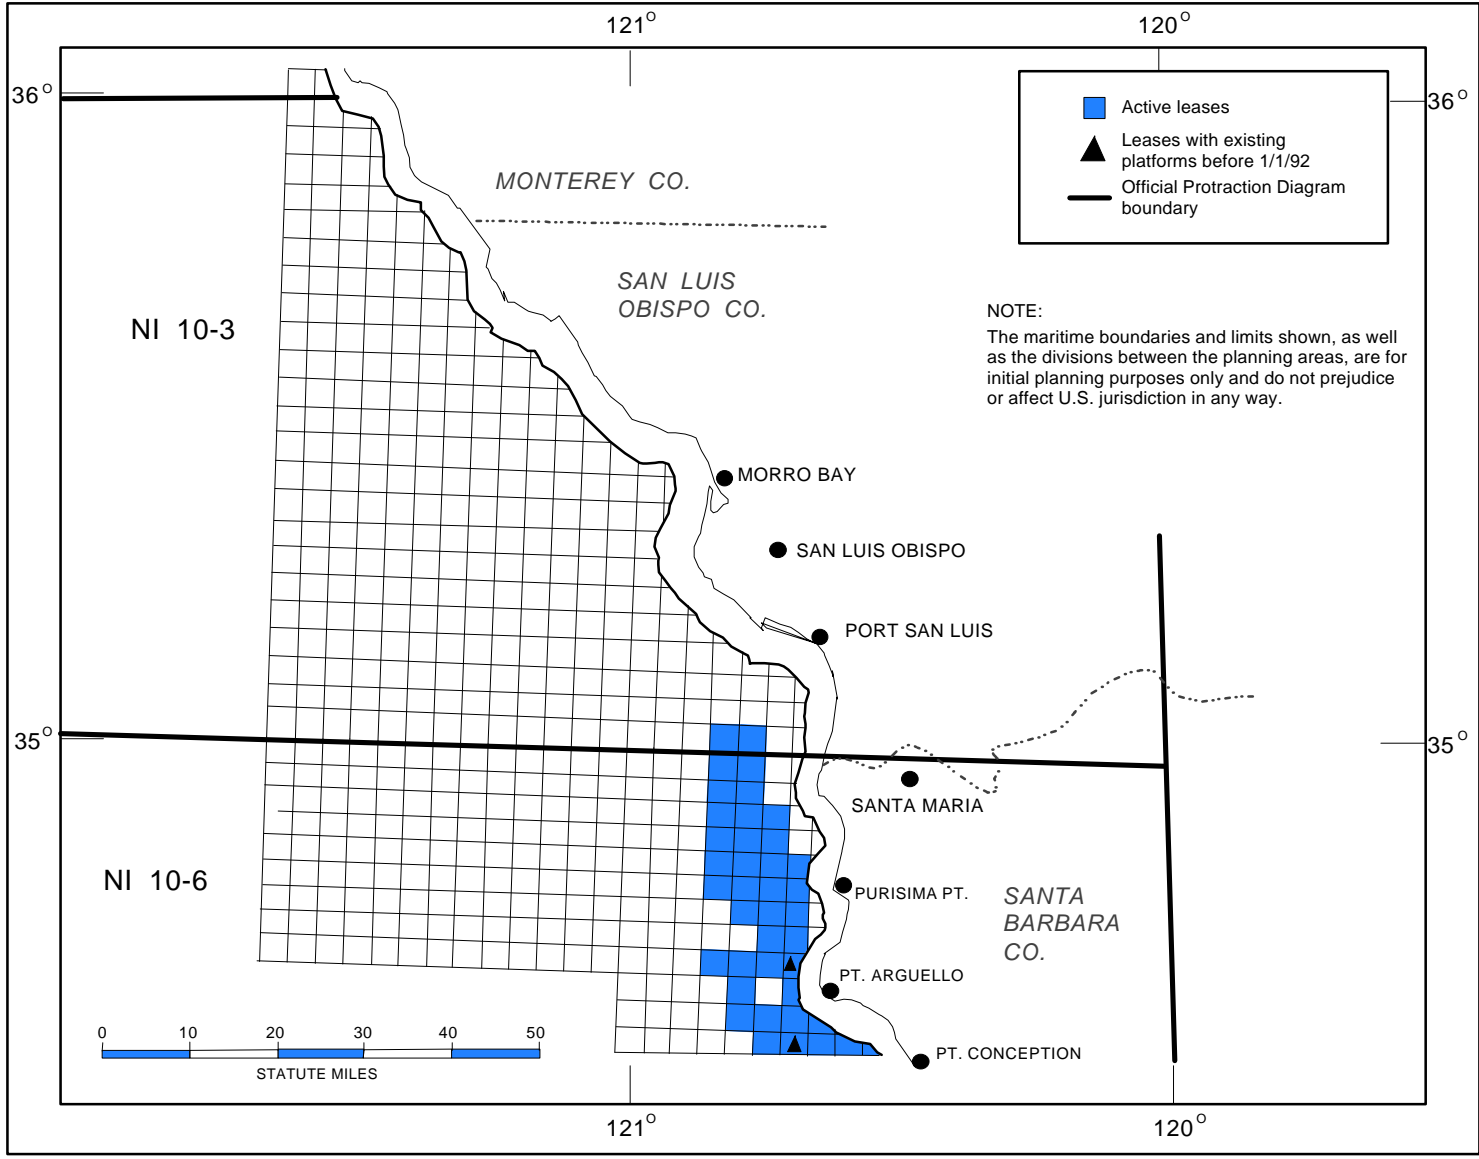 121°
120°
36°
36°
Active leases
Leases with existing
platforms before 1/1/92
Official Protraction Diagram
boundary
MONTEREY CO.
SAN LUIS
OBISPO CO.
NOTE:
The maritime boundaries and limits shown, as well
as the divisions between the planning areas, are for
initial planning purposes only and do not prejudice
or affect U.S. jurisdiction in any way.
NI 10-3
MORRO BAY
SAN LUIS OBISPO
PORT SAN LUIS
35°
35°
SANTA MARIA
NI 10-6
PURISIMA PT.
SANTA
BARBARA
CO.
PT. ARGUELLO
PT. CONCEPTION
0 10 20 30 40 50
STATUTE MILES
121°
120°